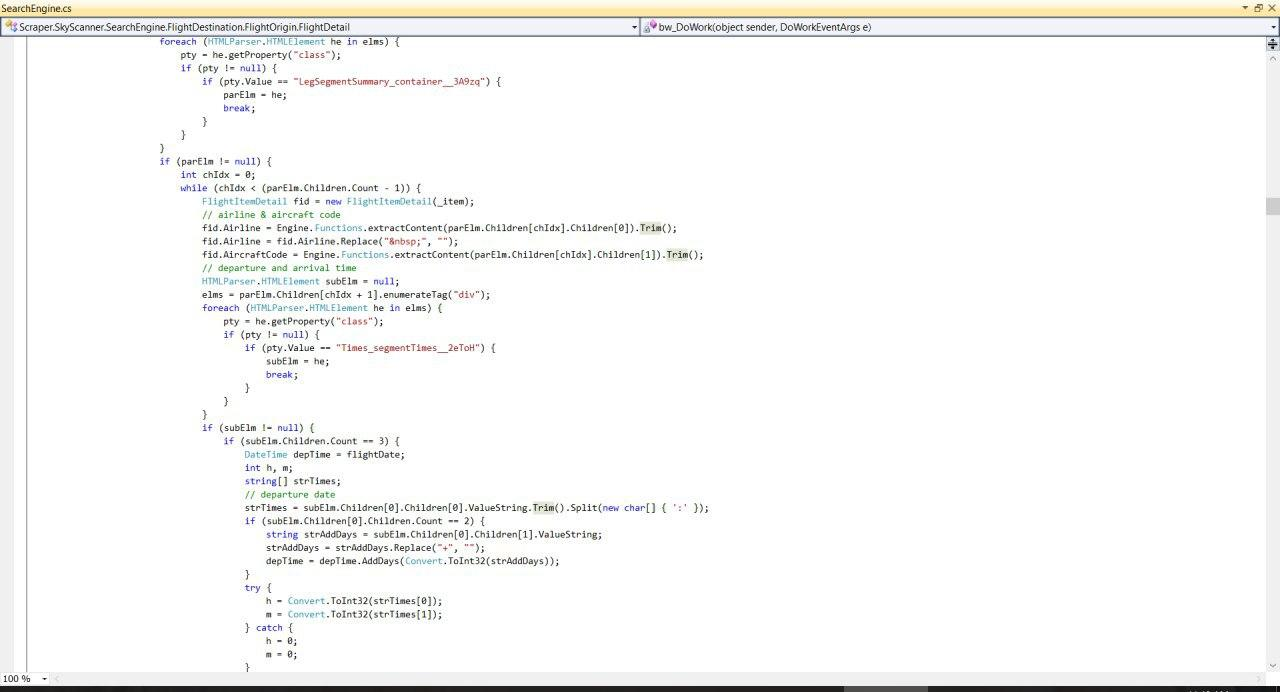 SearchEngine.cs
Scraper.SkyScanner.SearchEngine.FlightDestination.FlightOrigin.FlightDetail
bw_DoWork(object sender, DoWorkEventArgs e)
foreach (HTMLParser.HTMLElement he in elms) {
pty = he.getProperty("class");
if (pty != null) {
if (pty.Value == "LegSegmentSummary_container__3A9zq") {
parElm = he;
break;
}
}
}
if (parElm != null) {
int chIdx = 0;
while (chIdx < (parElm.Children.Count - 1)) {
FlightItemDetail fid = new FlightItemDetail(_item);
// airline & aircraft code
fid.Airline = Engine.Functions.extractContent(parElm.Children[chIdx].Children[0]).Trim();
fid.Airline = fid.Airline.Replace("&nbsp;", "");
fid.AircraftCode = Engine.Functions.extractContent(parElm.Children[chIdx].Children[1]).Trim();
// departure and arrival time
HTMLParser.HTMLElement subElm = null;
elms = parElm.Children[chIdx + 1].enumerateTag("div");
foreach (HTMLParser.HTMLElement he in elms) {
pty = he.getProperty("class");
if (pty != null) {
if (pty.Value == "Times_segmentTimes__2eToH") {
subElm = he;
break;
}
}
}
if (subElm != null) {
if (subElm.Children.Count == 3) {
DateTime depTime = flightDate;
int h, m;
string[] strTimes;
// departure date
strTimes = subElm.Children[0].Children[0].ValueString.Trim().Split(new char[] { ':' });
if (subElm.Children[0].Children.Count == 2) {
string strAddDays = subElm.Children[0].Children[1].ValueString;
strAddDays = strAddDays.Replace("+", "");
depTime = depTime.AddDays(Convert.ToInt32(strAddDays));
}
try {
h = Convert.ToInt32(strTimes[0]);
m = Convert.ToInt32(strTimes[1]);
} catch {
h = 0;
m = 0;
}
100 %